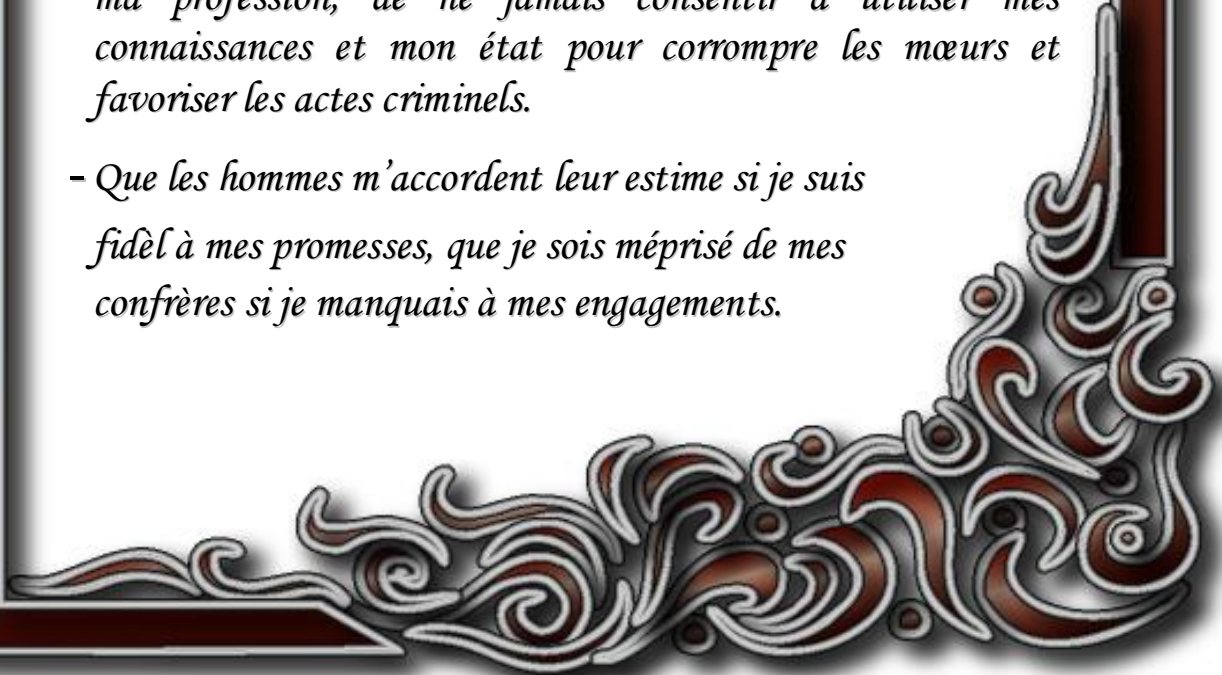 ma profession, de ne jamais consentir à utiliser mes
connaissances et mon état pour corrompre les mœurs et
favoriser les actes criminels.
- Que les hommes m’accordent leur estime si je suis
fidèl à mes promesses, que je sois méprisé de mes
confrères si je manquais à mes engagements.